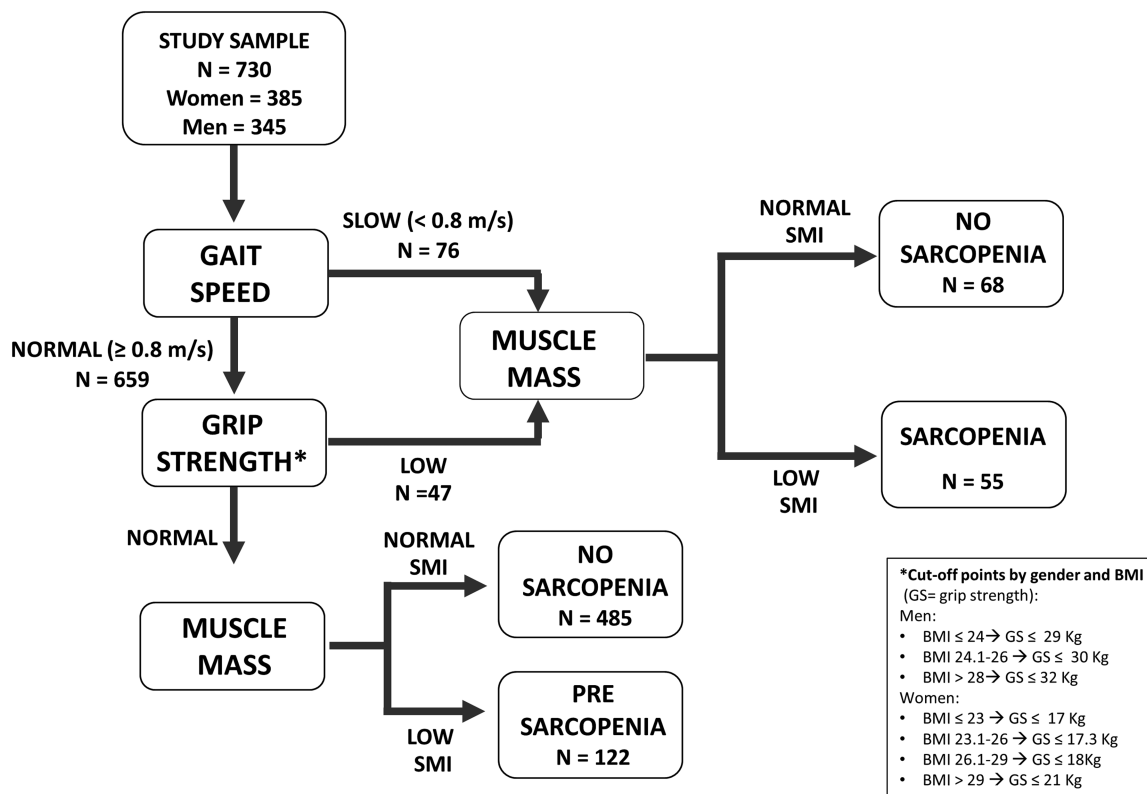 STUDY SAMPLE
N = 730
Women = 385
Men = 345
SLOW (< 0.8 m/s)
N = 76
GAIT
SPEED
NORMAL (≥ 0.8 m/s)
N = 659
GRIP
STRENGTH*
LOW
N =47
NORMAL
MUSCLE
MASS
NORMAL
SMI
NO
SARCOPENIA
N = 68
LOW
SMI
SARCOPENIA
N = 55
MUSCLE
MASS
NORMAL
SMI
NO
SARCOPENIA
N = 485
LOW
SMI
PRE
SARCOPENIA
N = 122
*Cut-off points by gender and BMI
(GS= grip strength):
Men:
• BMI ≤ 24→ GS ≤ 29 Kg
• BMI 24.1-26 → GS ≤ 30 Kg
• BMI > 28→ GS ≤ 32 Kg
Women:
• BMI ≤ 23 → GS ≤ 17 Kg
• BMI 23.1-26 → GS ≤ 17.3 Kg
• BMI 26.1-29 → GS ≤ 18Kg
• BMI > 29 → GS ≤ 21 Kg